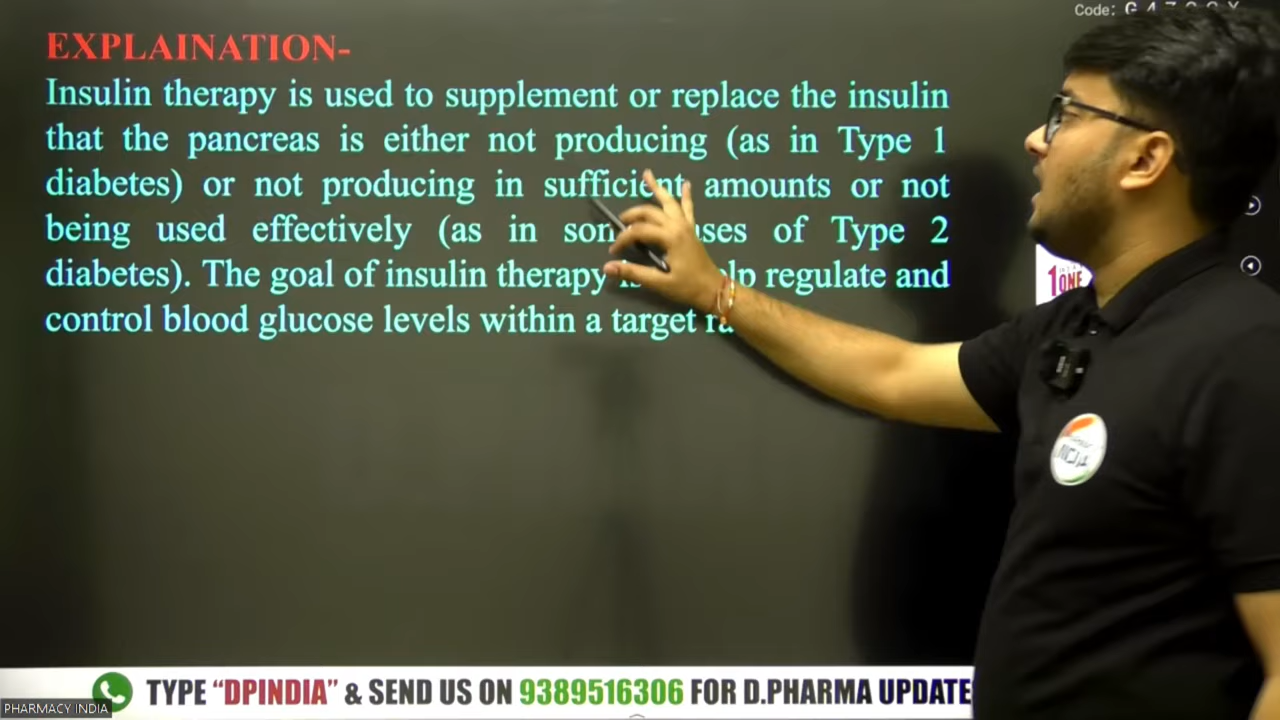 Code:
EXPLAINATION-
Insulin therapy is used to supplement or replace the insulin
that the pancreas is either not producing (as in Type 1
diabetes) or not producing in sufficient amounts or not
being used effectively (as in of Type 2
diabetes). The goal of insulin therapy regulate and
control blood glucose levels within a target
1 ONE
TYPE “DPINDIA” & SEND US ON 9389516306 FOR D.PHARMA UPDATE
PHARMACY INDIA